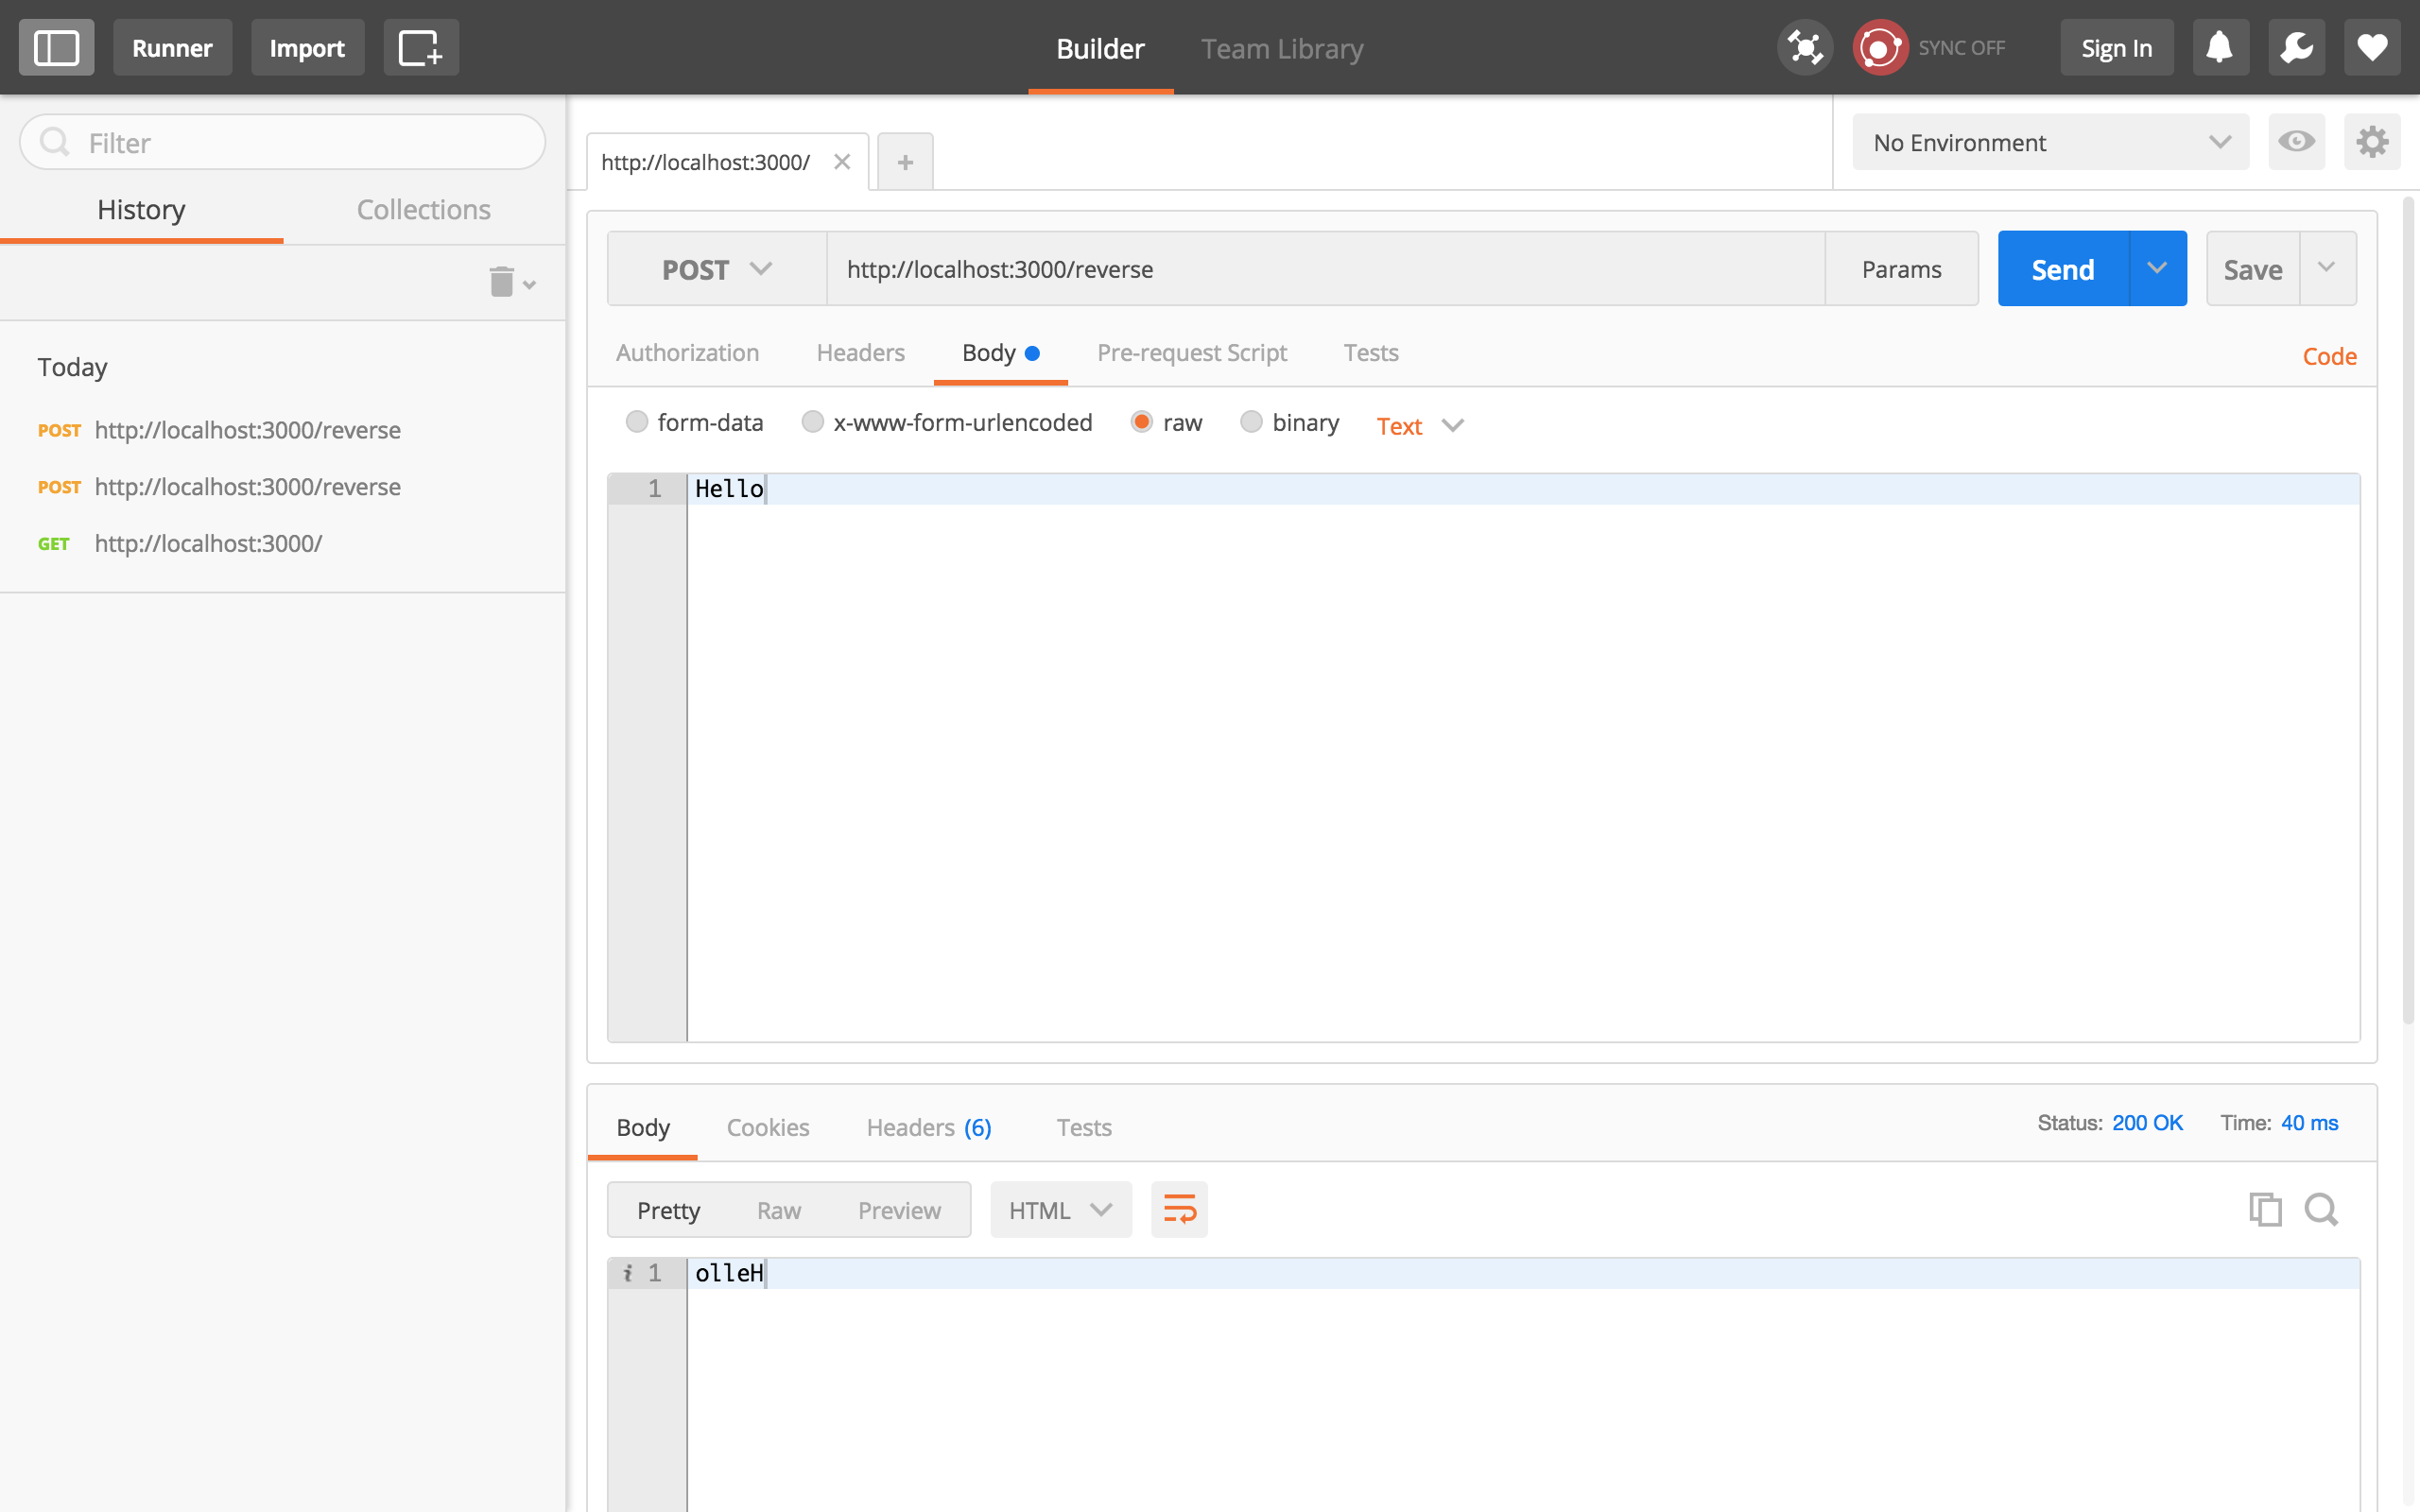 Runner Import Builder Team Library SYNC OFF Sign In
Filter
History Collections
Today
POST http://localhost:3000/reverse
POST http://localhost:3000/reverse
GET http://localhost:3000/
http://localhost:3000/ No Environment
POST http://localhost:3000/reverse Params Send Save
Authorization Headers Body Pre-request Script Tests Code
form-data x-www-form-urlencoded raw binary Text
1 Hello
Body Cookies Headers (6) Tests Status: 200 OK Time: 40 ms
Pretty Raw Preview HTML
i 1 olleH